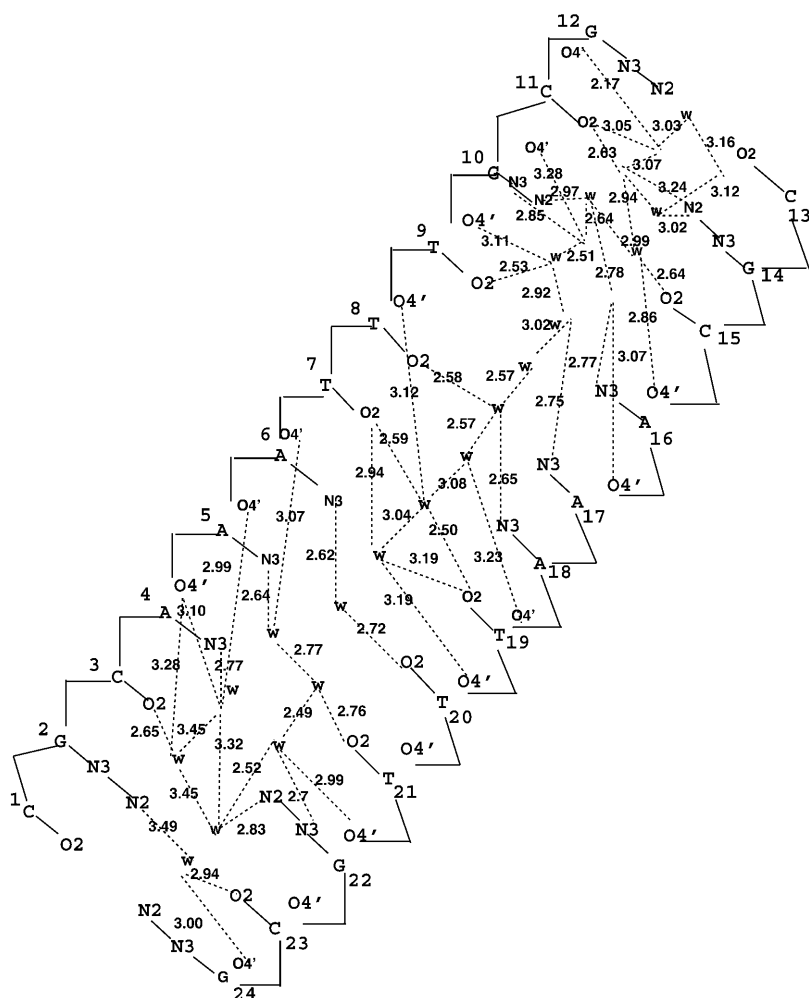 12 G
O4'
N3
2.17 N2
11 C
O2 3.05 3.03 w
3.16
O4' 2.63 3.07 O2
10 G
N3 3.28 3.24 3.12
N2 2.97 w 2.94 N2 C
13
2.85 2.64 w 3.02
O4'
9 T 3.11 2.51 2.99 N3
w
w G 14
2.53 2.78 2.64
O2
2.92 O2
O4'
8 T 3.02 w 2.86 C 15
7 O2 w 2.77 3.07
T 2.58 2.57
3.12 2.75 N3 O4'
O2 w
2.57 A 16
6 O4' 2.59
A w N3
2.94 3.08 2.65 O4'
N3
O4' w A 17
5 3.07 3.04 2.50
A N3
2.99 2.62 w 3.19 3.23 A 18
N3
O4' 2.64
4 3.10 w 3.19 O2
A w O4'
N3 2.72 T 19
3.28 2.77 2.77
3 C w w O2 O4'
O2 T 20
2 2.65 3.45 2.49 2.76
G 3.32 w O2 O4'
w
N3 2.52 2.99 T 21
1 C N2 3.45 N2 2.7
3.49 w 2.83 N3 O4'
O2
w G 22
2.94
O2 O4'
N2 3.00 C 23
N3 O4'
G
24